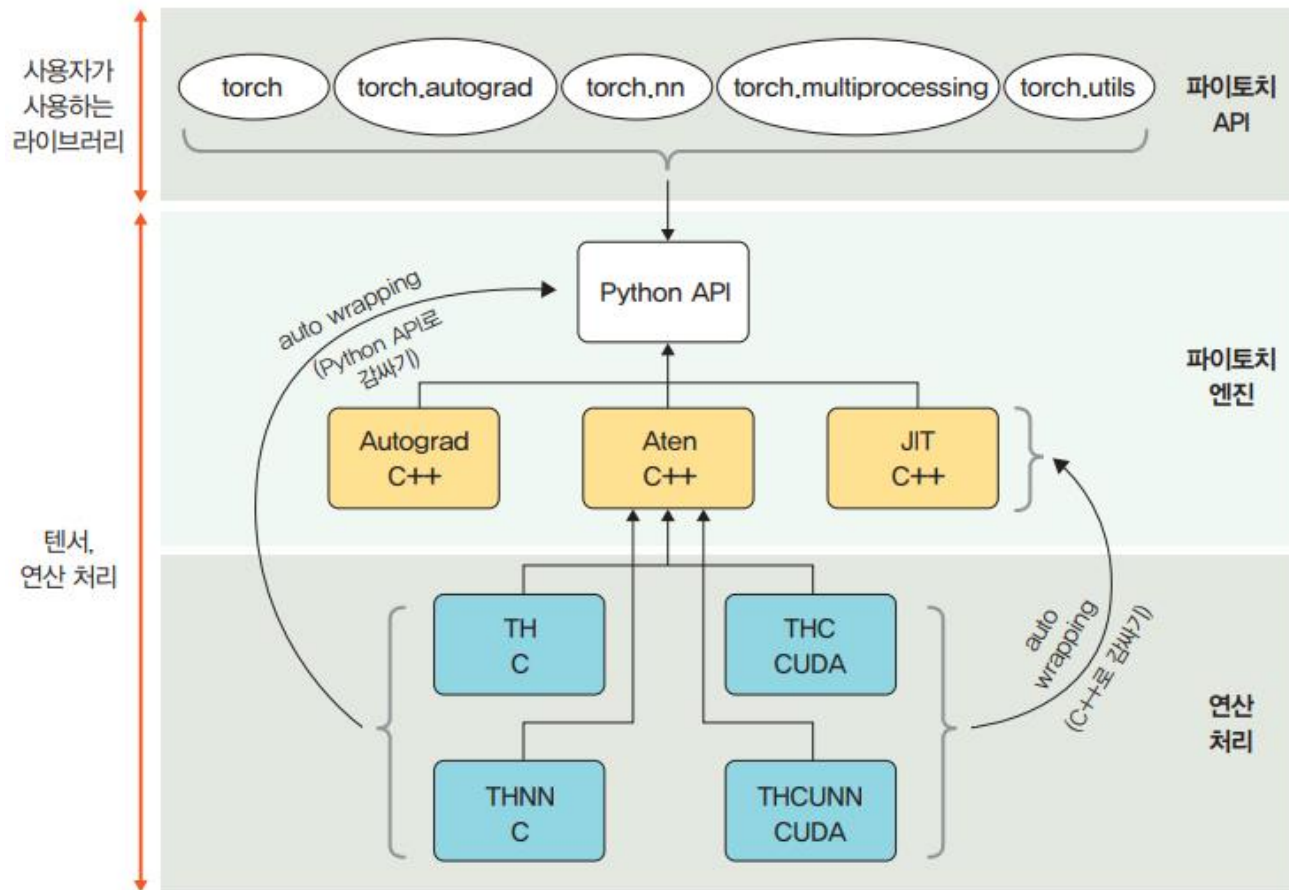 사용자가
사용하는
라이브러리
torch
torch.autograd
torch.nn
torch.multiprocessing
torch.utils
파이토치
API
Python API
auto wrapping
(Python API로
감싸기)
파이토치
엔진
Autograd
C++
Aten
C++
JIT
C++
텐서,
연산 처리
TH
C
THC
CUDA
auto
wrapping
(C++로 감싸기)
연산
처리
THNN
C
THCUNN
CUDA